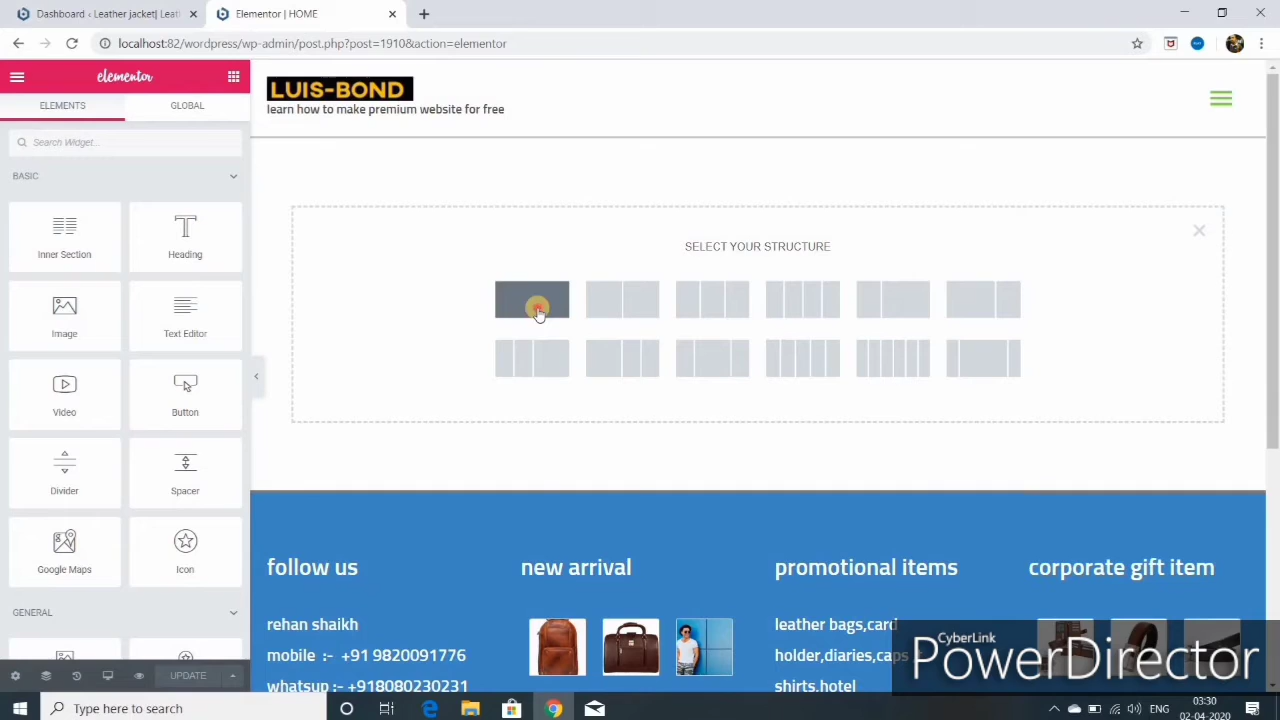 Dashboard ‹ Leather jacket| Leatl
Elementor | HOME
localhost:82/wordpress/wp-admin/post.php?post=1910&action=elementor
elementor
ELEMENTS
GLOBAL
Search Widget...
BASIC
Inner Section
Heading
Image
Text Editor
Video
Button
Divider
Spacer
Google Maps
Icon
GENERAL
UPDATE
LUIS-BOND
learn how to make premium website for free
SELECT YOUR STRUCTURE
follow us
rehan shaikh
mobile :- +91 9820091776
whatsup :- +918080230231
new arrival
promotional items
leather bags,card
holder,diaries,caps
shirts,hotel
corporate gift item
CyberLink
PowerDirector
Type here to search
ENG
03:30
02-04-2020